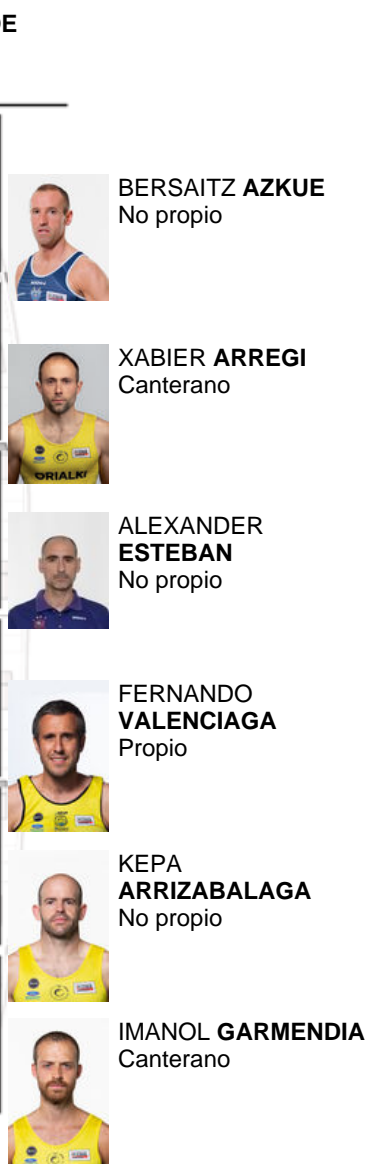 DE
BERSAITZ AZKUE
No propio
XABIER ARREGI
Canterano
ORIALKI
ALEXANDER
ESTEBAN
No propio
FERNANDO
VALENCIAGA
Propio
KEPA
ARRIZABALAGA
No propio
IMANOL GARMENDIA
Canterano